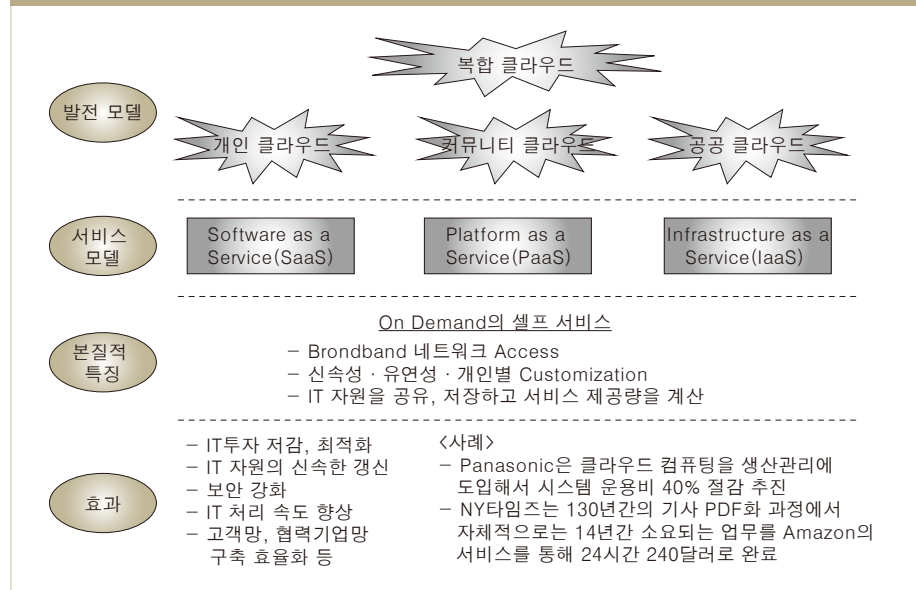 복합 클라우드
발전 모델
개인 클라우드
커뮤니티 클라우드
공공 클라우드
서비스
모델
Software as a
Service(SaaS)
Platform as a
Service(PaaS)
Infrastructure as a
Service(IaaS)
본질적
특징
On Demand의 셀프 서비스
– Brondband 네트워크 Access
– 신속성 · 유연성 · 개인별 Customization
– IT 자원을 공유, 저장하고 서비스 제공량을 계산
효과
– IT투자 저감, 최적화
– IT 자원의 신속한 갱신
– 보안 강화
– IT 처리 속도 향상
– 고객망, 협력기업망
구축 효율화 등
〈사례〉
– Panasonic은 클라우드 컴퓨팅을 생산관리에
도입해서 시스템 운용비 40% 절감 추진
– NY타임즈는 130년간의 기사 PDF화 과정에서
자체적으로는 14년간 소요되는 업무를 Amazon의
서비스를 통해 24시간 240달러로 완료